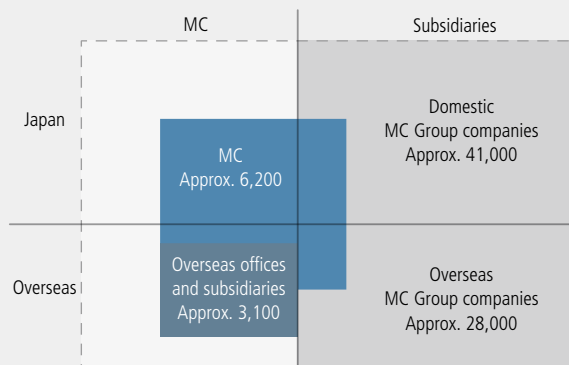 MC
Subsidiaries
Japan
MC
Approx. 6,200
Domestic
MC Group companies
Approx. 41,000
Overseas
Overseas offices
and subsidiaries
Approx. 3,100
Overseas
MC Group companies
Approx. 28,000